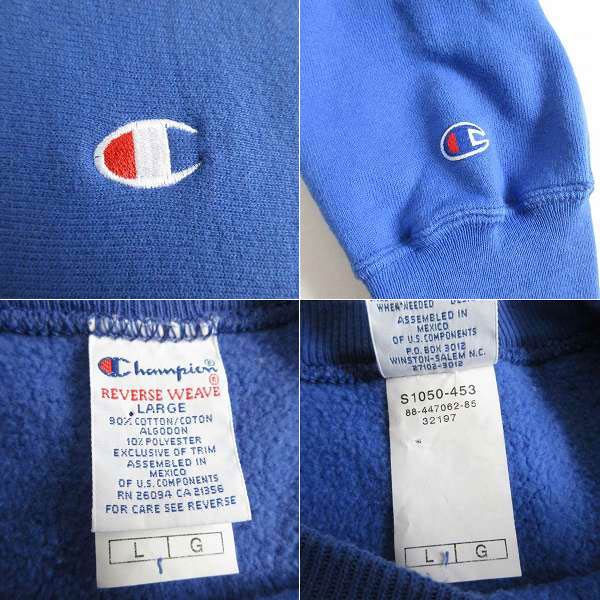 Champion®
REVERSE WEAVE®
LARGE
90% COTTON/COTON
ALGODON
10% POLYESTER
EXCLUSIVE OF TRIM
ASSEMBLED IN
MEXICO
OF U.S. COMPONENTS
RN 26094 CA 21356
FOR CARE SEE REVERSE
L G
WHEN NEEDED
ASSEMBLED IN
MEXICO
OF U.S. COMPONENTS
P.O. BOX 3012
WINSTON-SALEM N.C.
27102-3012
S1050-453
88-447062-85
32197
L G